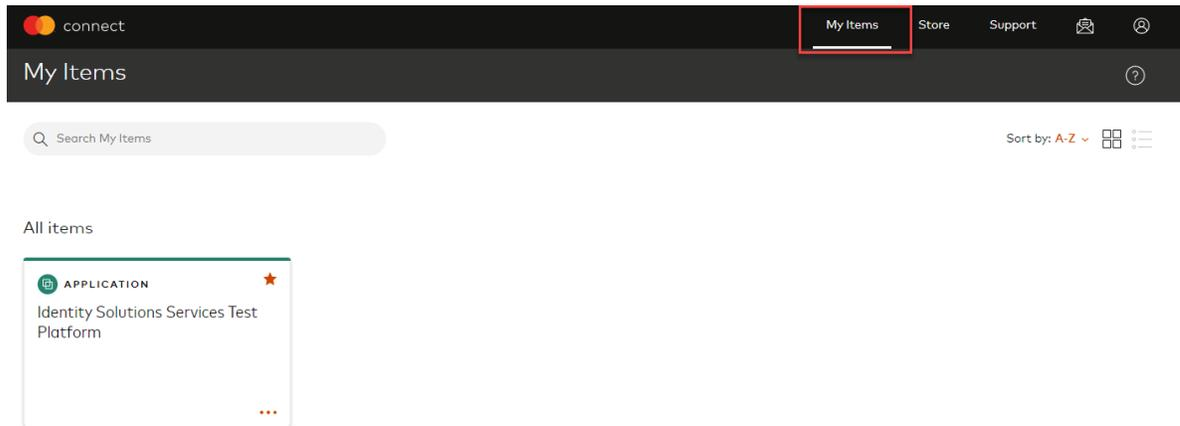 connect
My Items
Store
Support
My Items
Search My Items
Sort by: A-Z
All items
APPLICATION
Identity Solutions Services Test
Platform